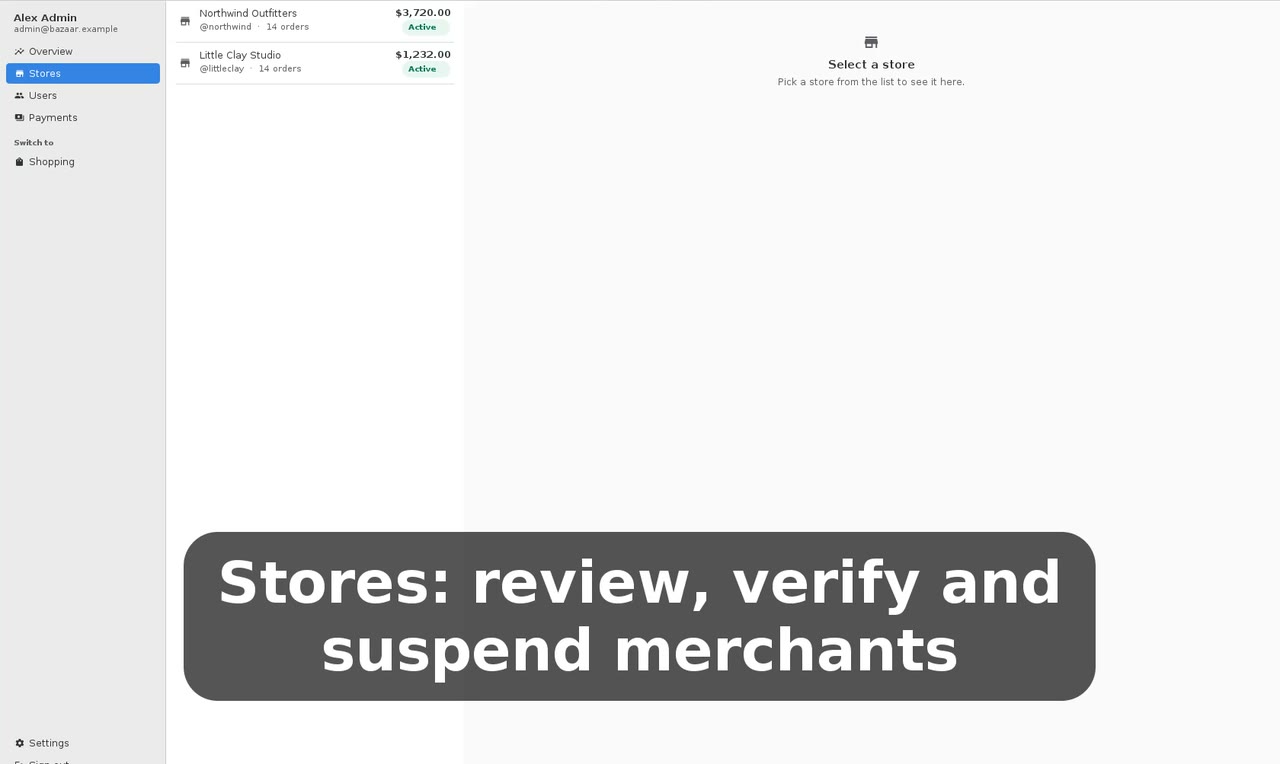 Alex Admin
admin@bazaar.example
Overview
Stores
Users
Payments
Switch to
Shopping
Settings
Sign out
Northwind Outfitters
$3,720.00
@northwind · 14 orders
Active
Little Clay Studio
$1,232.00
@littleclay · 14 orders
Active
Select a store
Pick a store from the list to see it here.
Stores: review, verify and
suspend merchants